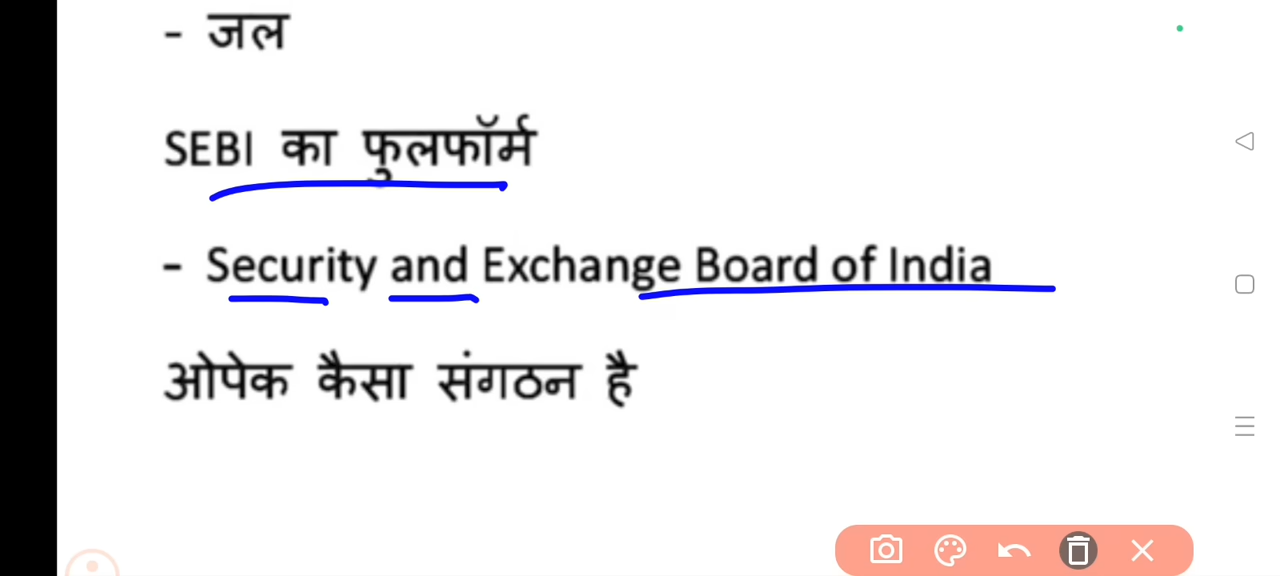 - जल
SEBI का फुलफॉर्म
- Security and Exchange Board of India
ओपेक कैसा संगठन है